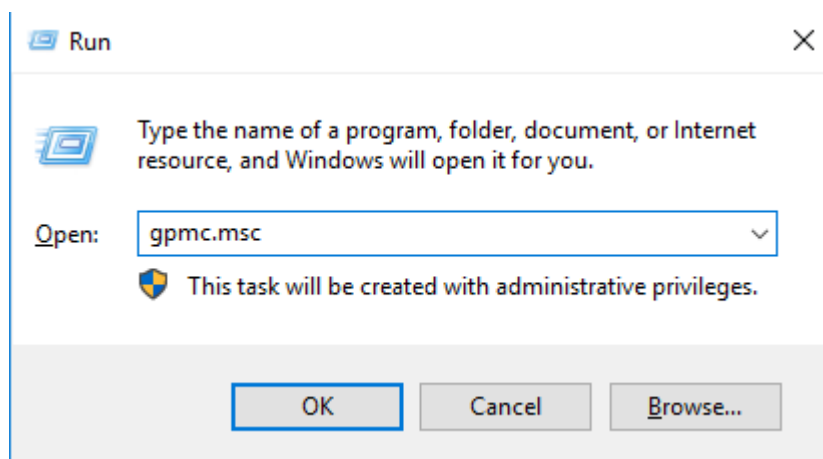 Run
Type the name of a program, folder, document, or Internet
resource, and Windows will open it for you.
Open: gpmc.msc
This task will be created with administrative privileges.
OK Cancel Browse...